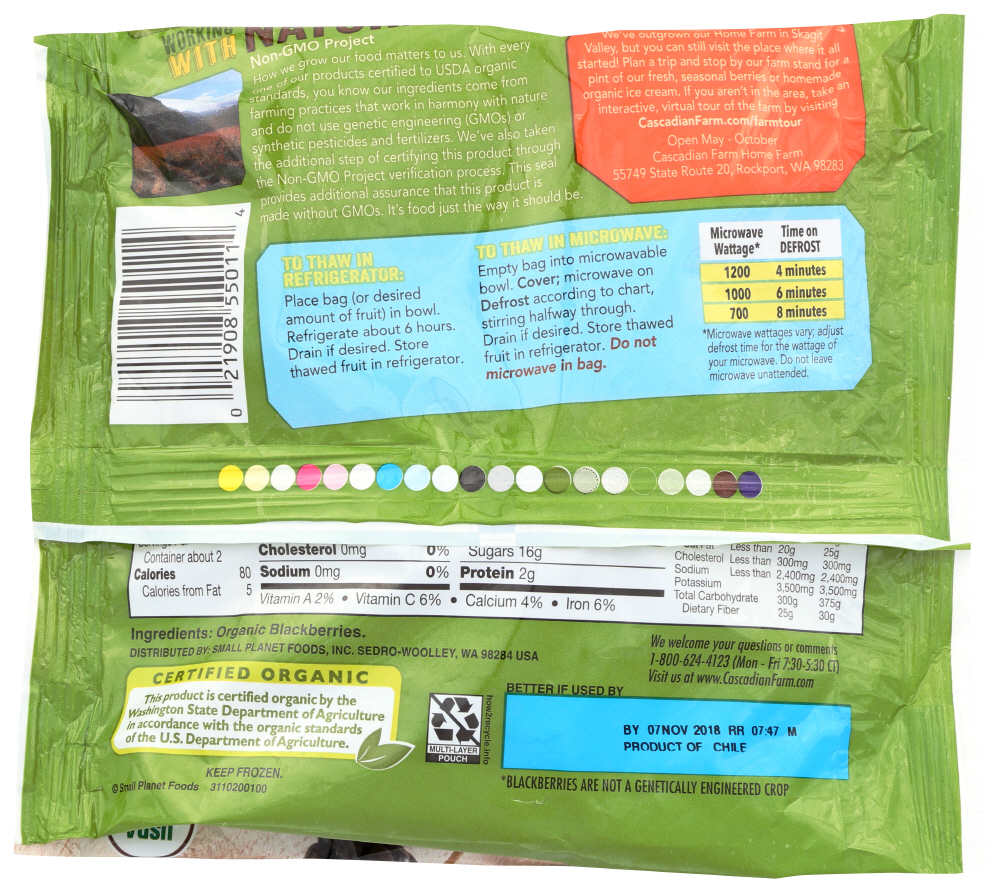 WORKING
WITH
Non-GMO Project
How we grow our food matters to us. With every
one of our products certified to USDA organic
standards, you know our ingredients come from
farming practices that work in harmony with nature
and do not use genetic engineering (GMOs) or
synthetic pesticides and fertilizers. We've also taken
the additional step of certifying this product through
the Non-GMO Project verification process. This seal
provides additional assurance that this product is
made without GMOs. It's food just the way it should be.
We've outgrown our Home Farm in Skagit
Valley, but you can still visit the place where it all
started! Plan a trip and stop by our farm stand for a
pint of our fresh, seasonal berries or homemade
organic ice cream. If you aren't in the area, take an
interactive, virtual tour of the farm by visiting
CascadianFarm.com/farmtour
Open May - October
Cascadian Farm Home Farm
55749 State Route 20, Rockport, WA 98283
0 21908 55011 4
TO THAW IN
REFRIGERATOR:
Place bag (or desired
amount of fruit) in bowl.
Refrigerate about 6 hours.
Drain if desired. Store
thawed fruit in refrigerator.
TO THAW IN MICROWAVE:
Empty bag into microwavable
bowl. Cover; microwave on
Defrost according to chart,
stirring halfway through.
Drain if desired. Store thawed
fruit in refrigerator. Do not
microwave in bag.
Microwave Time on
Wattage* DEFROST
1200 4 minutes
1000 6 minutes
700 8 minutes
*Microwave wattages vary; adjust
defrost time for the wattage of
your microwave. Do not leave
microwave unattended.
Container about 2
Calories 80
Calories from Fat 5
Cholesterol 0mg 0% Sugars 16g
Sodium 0mg 0% Protein 2g
Vitamin A 2% • Vitamin C 6% • Calcium 4% • Iron 6%
Sat Fat Less than 20g 25g
Cholesterol Less than 300mg 300mg
Sodium Less than 2,400mg 2,400mg
Potassium 3,500mg 3,500mg
Total Carbohydrate 300g 375g
Dietary Fiber 25g 30g
Ingredients: Organic Blackberries.
DISTRIBUTED BY: SMALL PLANET FOODS, INC. SEDRO-WOOLLEY, WA 98284 USA
We welcome your questions or comments
1-800-624-4123 (Mon - Fri 7:30-5:30 CT)
Visit us at www.CascadianFarm.com
CERTIFIED ORGANIC
This product is certified organic by the
Washington State Department of Agriculture
in accordance with the organic standards
of the U.S. Department of Agriculture.
MULTI-LAYER
POUCH
how2recycle.info
BETTER IF USED BY
BY 07NOV 2018 RR 07:47 M
PRODUCT OF CHILE
KEEP FROZEN.
© Small Planet Foods 3110200100
*BLACKBERRIES ARE NOT A GENETICALLY ENGINEERED CROP